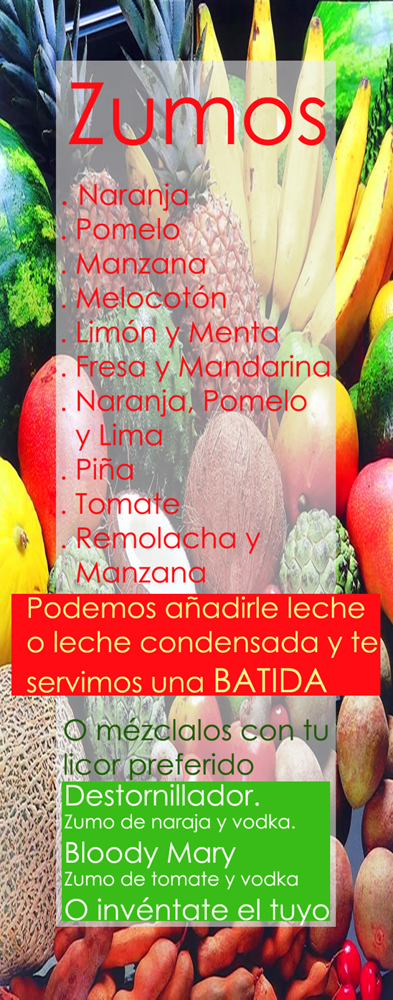 Zumos
. Naranja
. Pomelo
. Manzana
. Melocotón
. Limón y Menta
. Fresa y Mandarina
. Naranja, Pomelo
y Lima
. Piña
. Tomate
. Remolacha y
Manzana
Podemos añadirle leche
o leche condensada y te
servimos una BATIDA
O mézclalos con tu
licor preferido
Destornillador.
Zumo de naraja y vodka.
Bloody Mary
Zumo de tomate y vodka
O invéntate el tuyo